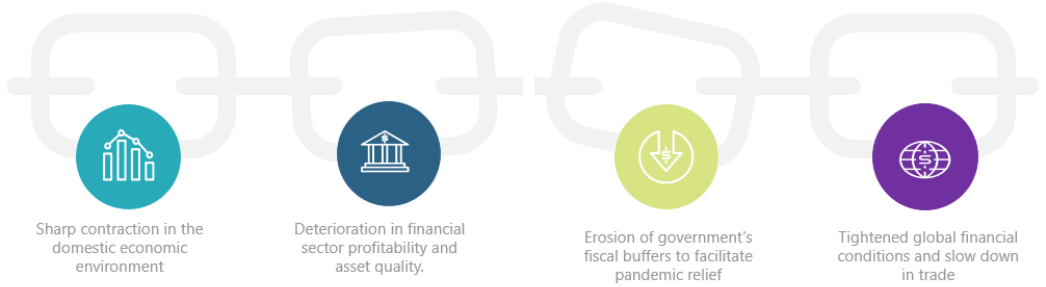 Sharp contraction in the
domestic economic
environment
Deterioration in financial
sector profitability and
asset quality.
Erosion of government's
fiscal buffers to facilitate
pandemic relief
Tightened global financial
conditions and slow down
in trade